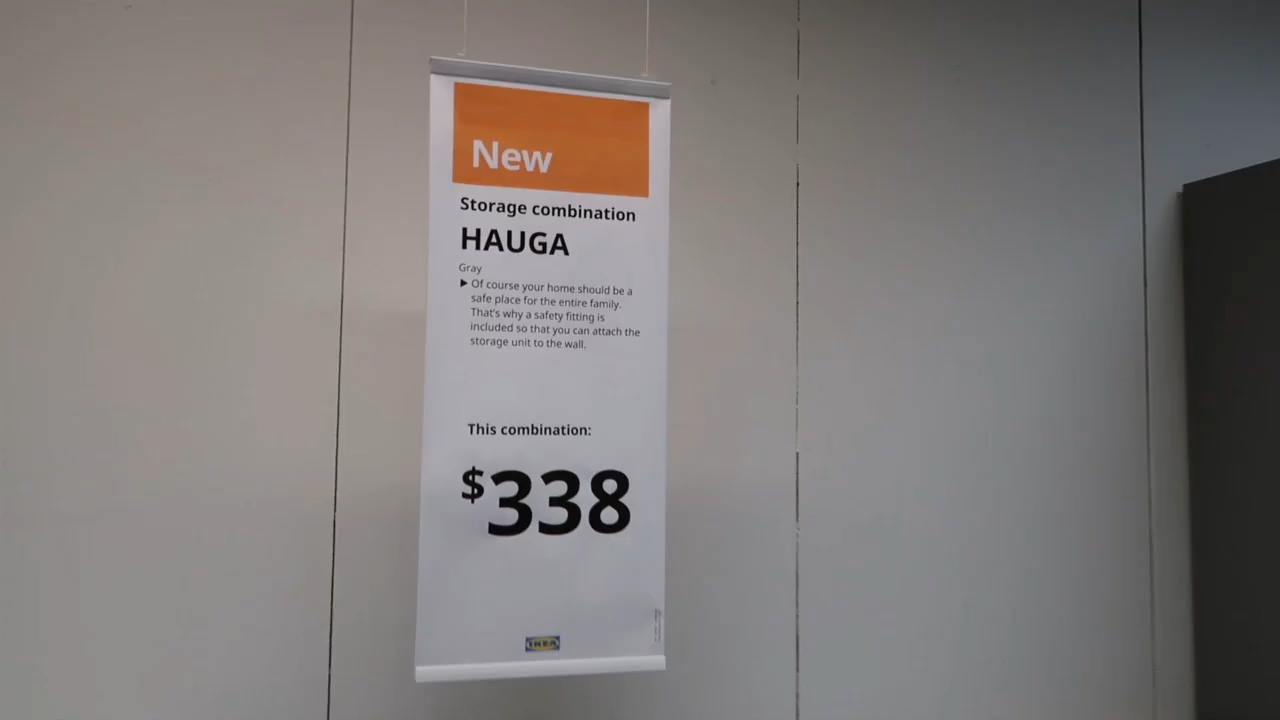 New
Storage combination
HAUGA
Gray
▶ Of course your home should be a
safe place for the entire family.
That's why a safety fitting is
included so that you can attach the
storage unit to the wall.
This combination:
$338
IKEA